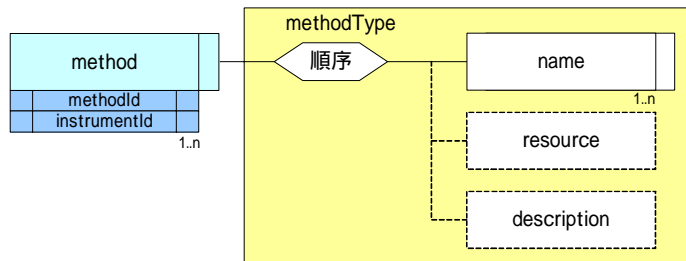 methodType
method
順序
name
methodId
instrumentId
1..n
1..n
resource
description